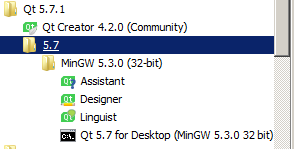 Qt 5.7.1
Qt Creator 4.2.0 (Community)
5.7
MinGW 5.3.0 (32-bit)
Assistant
Designer
Linguist
Qt 5.7 for Desktop (MinGW 5.3.0 32 bit)